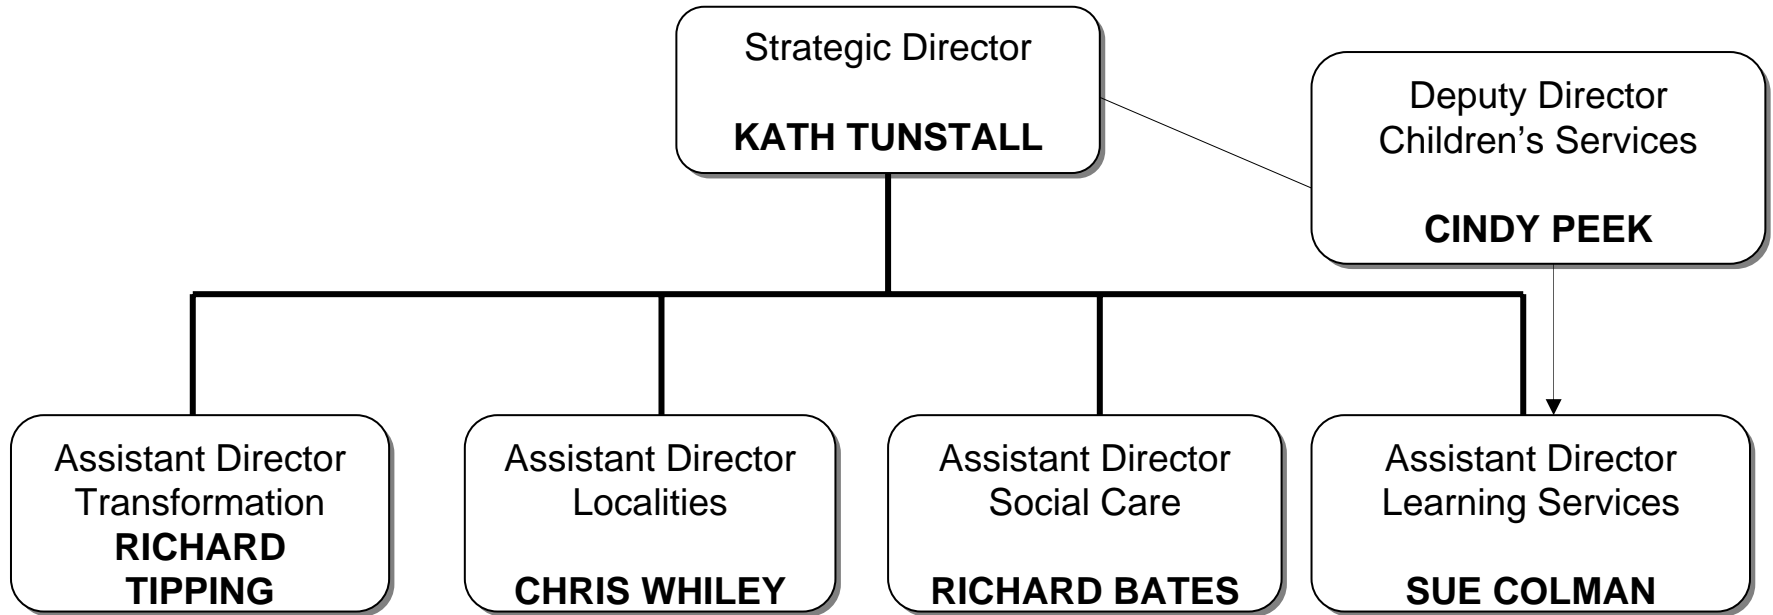 Strategic Director
KATH TUNSTALL
Deputy Director
Children’s Services
CINDY PEEK
Assistant Director
Transformation
RICHARD
TIPPING
Assistant Director
Localities
CHRIS WHILEY
Assistant Director
Social Care
RICHARD BATES
Assistant Director
Learning Services
SUE COLMAN